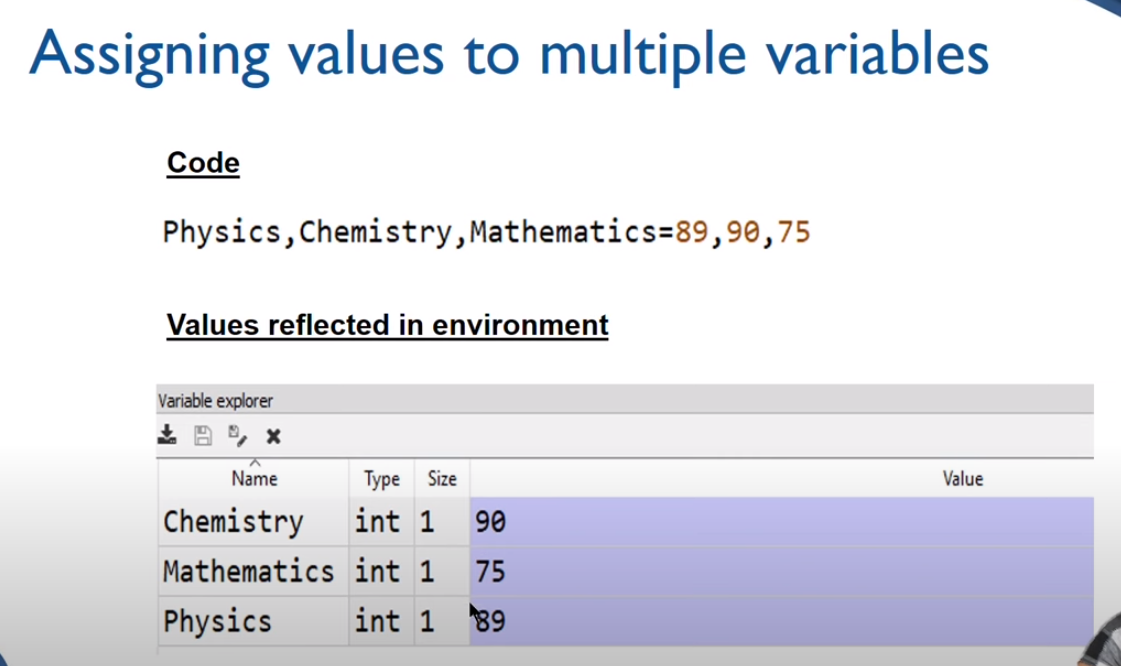 Assigning values to multiple variables
Code
Physics,Chemistry,Mathematics=89,90,75
Values reflected in environment
Variable explorer
Name Type Size Value
Chemistry int 1 90
Mathematics int 1 75
Physics int 1 89